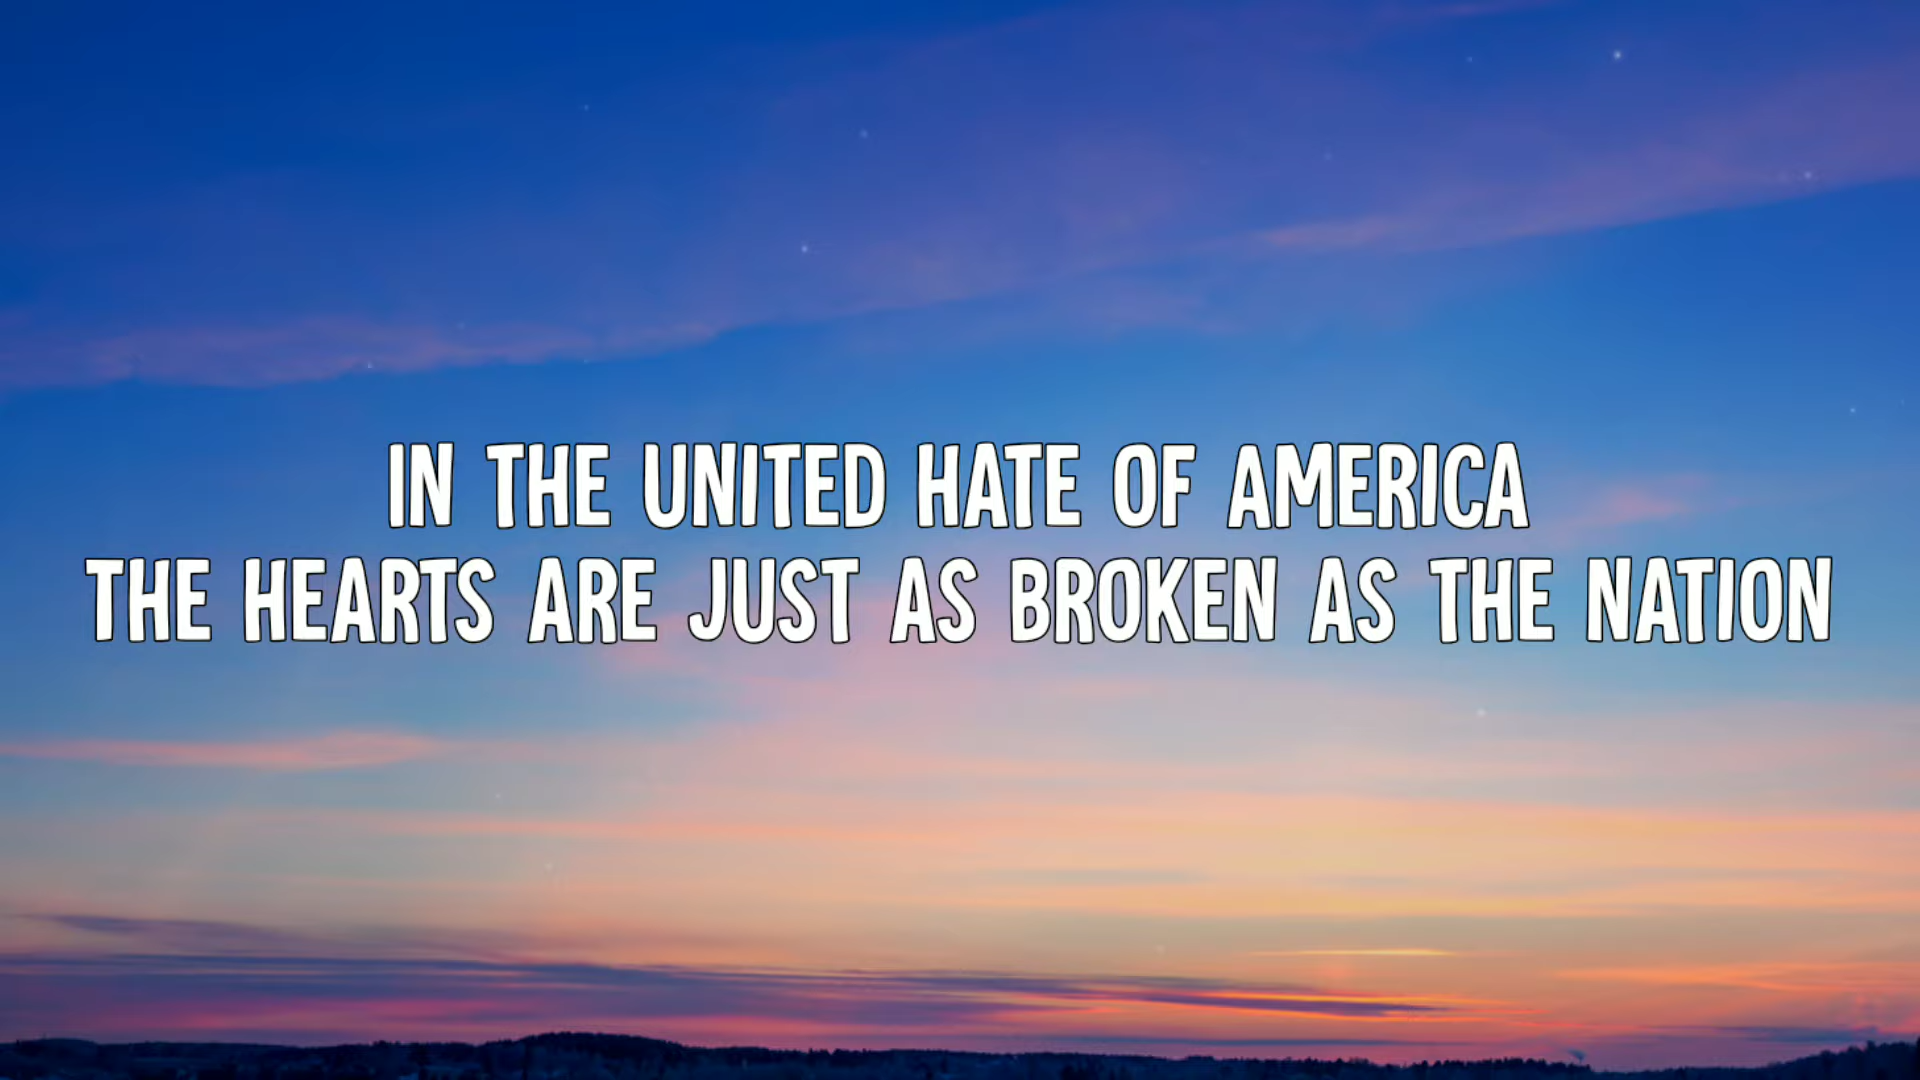 IN THE UNITED HATE OF AMERICA
THE HEARTS ARE JUST AS BROKEN AS THE NATION